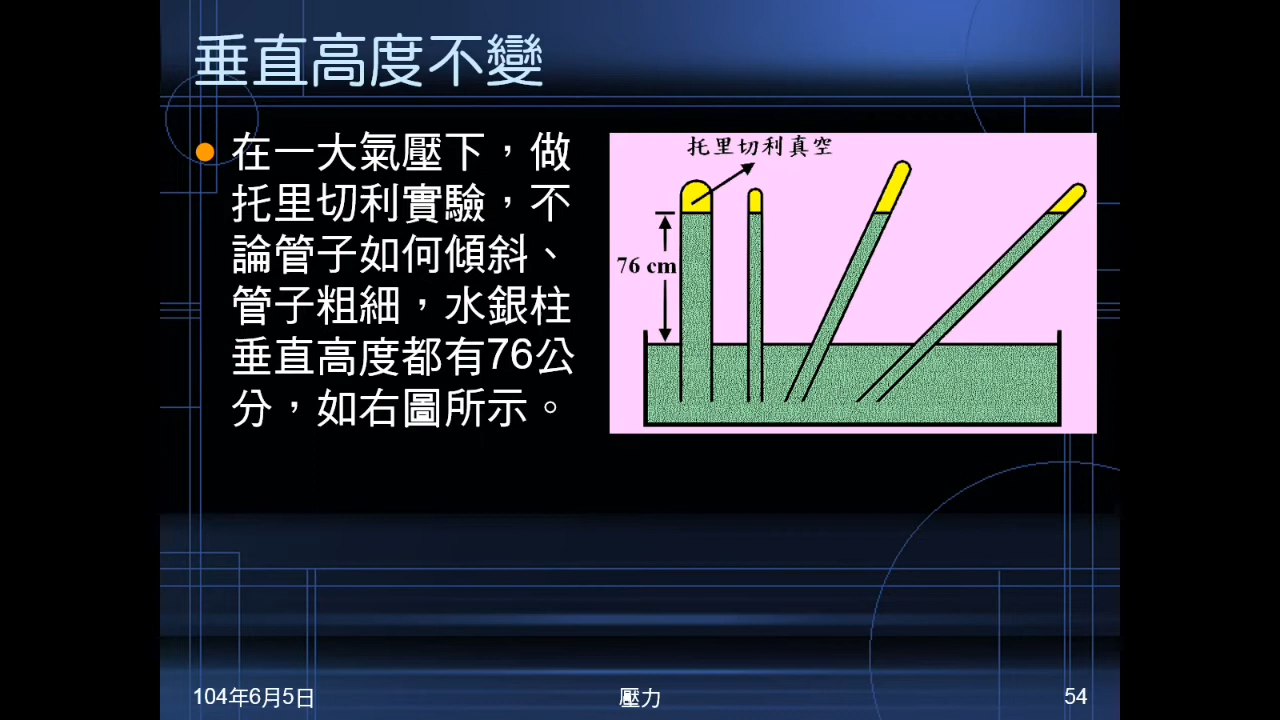 垂直高度不變
在一大氣壓下，做
托里切利實驗，不
論管子如何傾斜、
管子粗細，水銀柱
垂直高度都有76公
分，如右圖所示。
托里切利真空
76 cm
104年6月5日
壓力
54